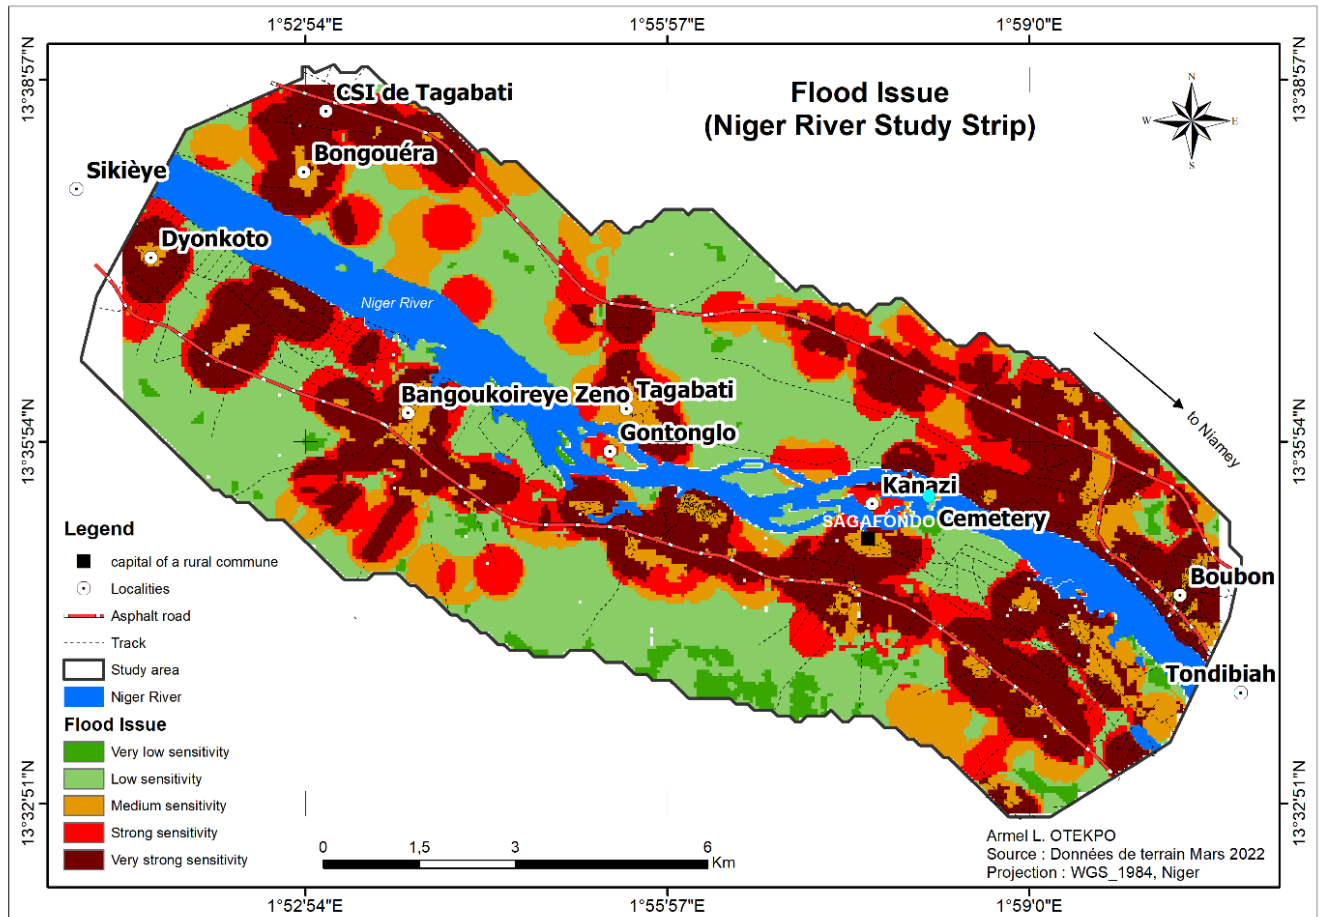 1°52'54"E
1°55'57"E
1°59'0"E
13°38'57"N
13°38'57"N
Flood Issue
(Niger River Study Strip)
N
W
E
S
CSI de Tagabati
Bongouéra
Sikièye
Dyonkoto
Niger River
Bangoukoireye Zeno
Tagabati
Gontonglo
to Niamey
13°35'54"N
13°35'54"N
Kanazi
SAGAFONDO
Cemetery
Boubon
Tondibiah
Legend
capital of a rural commune
Localities
Asphalt road
Track
Study area
Niger River
Flood Issue
Very low sensitivity
Low sensitivity
Medium sensitivity
Strong sensitivity
Very strong sensitivity
13°32'51"N
13°32'51"N
0
1,5
3
6
Km
Armel L. OTEKPO
Source : Données de terrain Mars 2022
Projection : WGS_1984, Niger
1°52'54"E
1°55'57"E
1°59'0"E